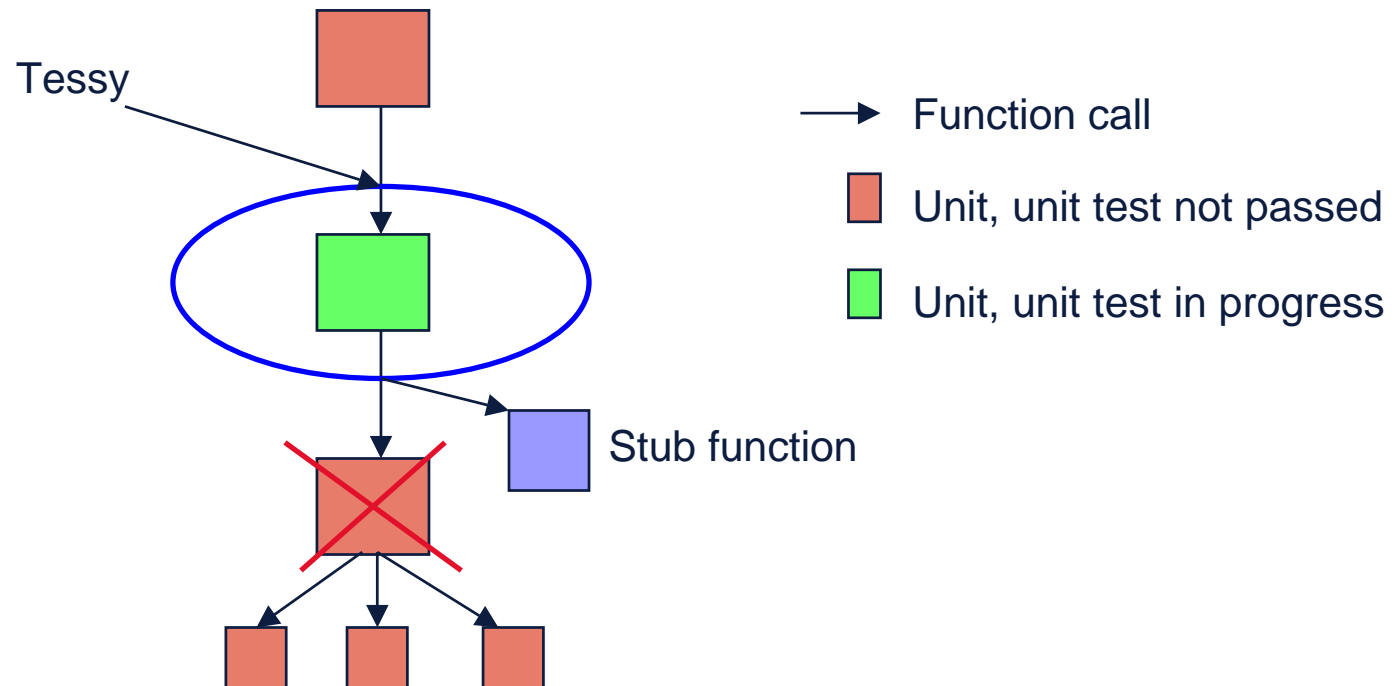 Tessy
Function call
Unit, unit test not passed
Unit, unit test in progress
Stub function